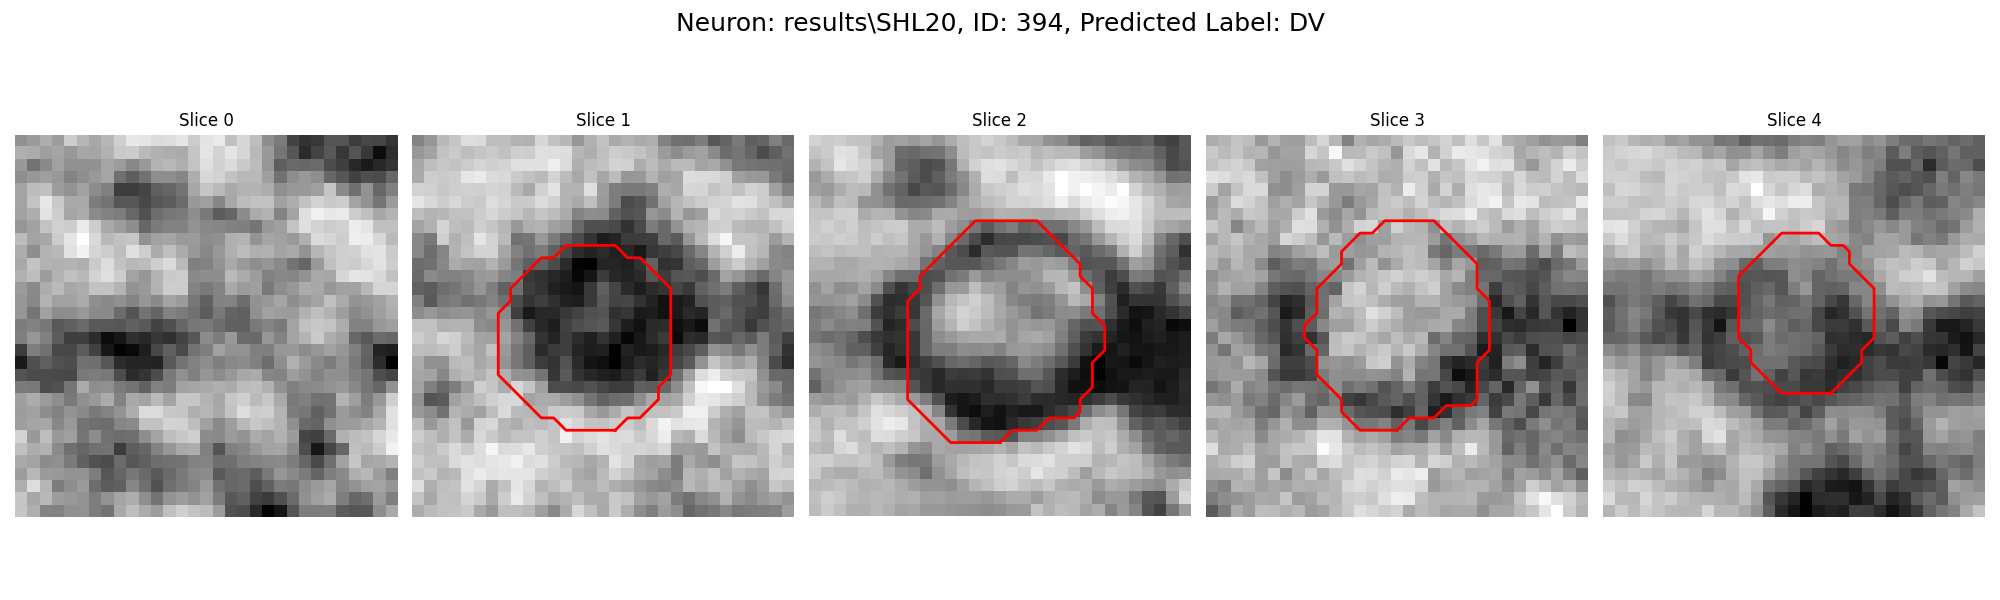 Neuron: results\SHL20, ID: 394, Predicted Label: DV
Slice 0
Slice 1
Slice 2
Slice 3
Slice 4